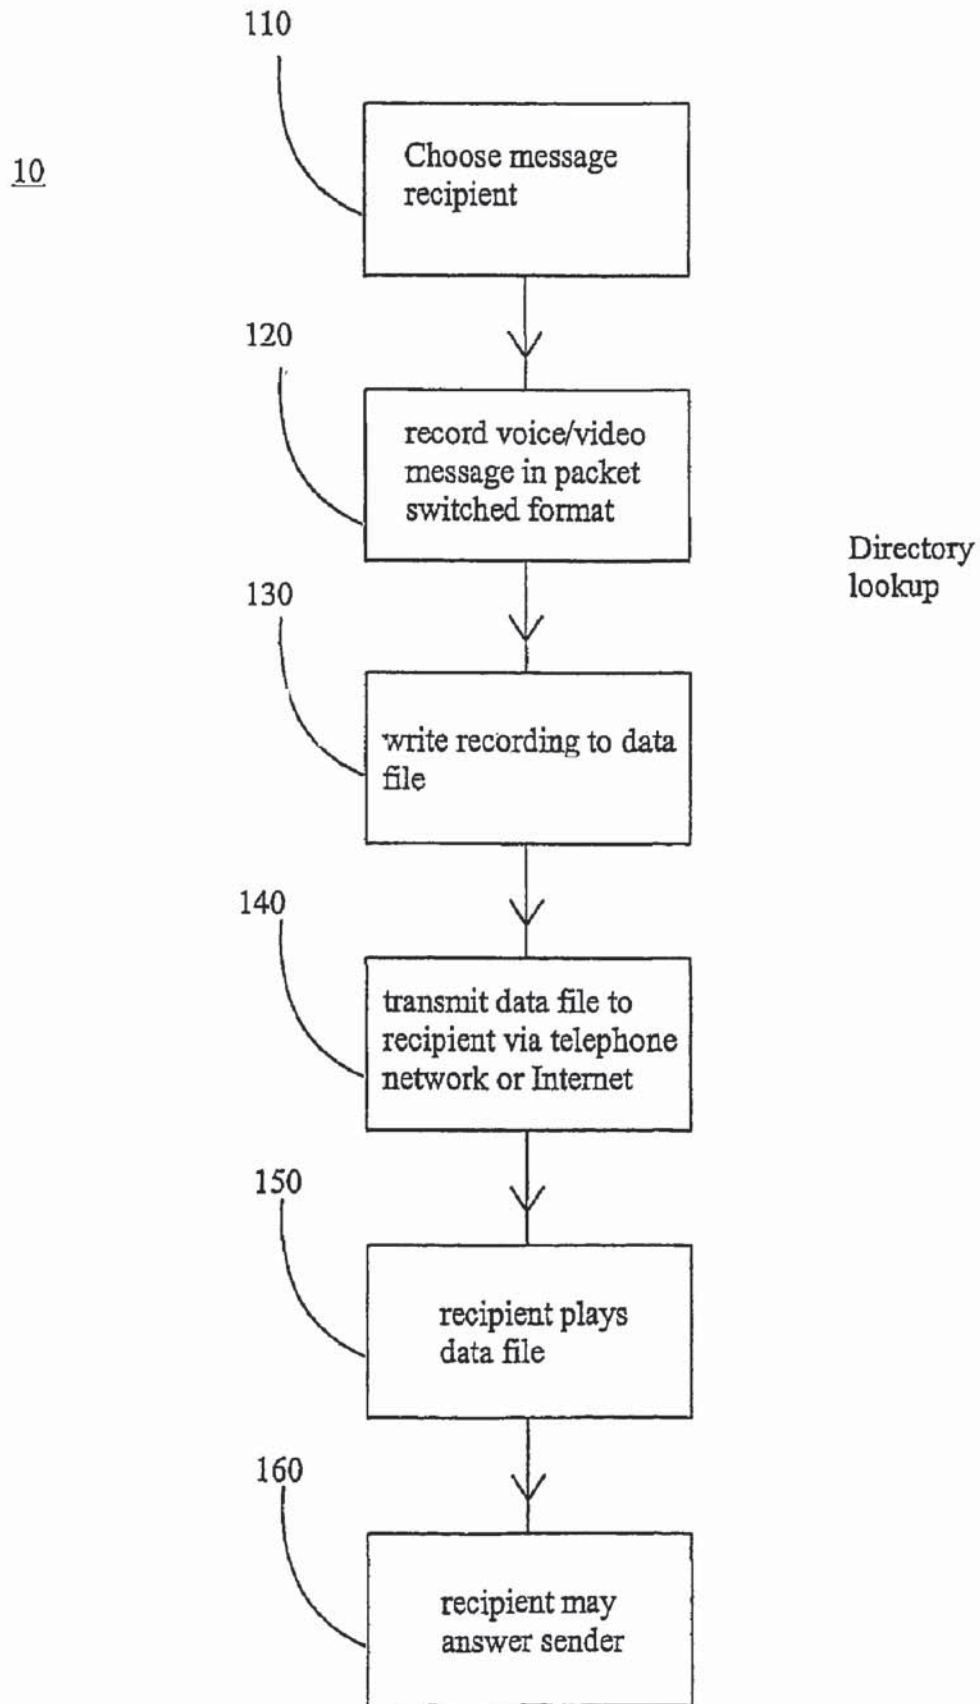 110
10
Choose message
recipient
120
record voice/video
message in packet
switched format
Directory
lookup
130
write recording to data
file
140
transmit data file to
recipient via telephone
network or Internet
150
recipient plays
data file
160
recipient may
answer sender